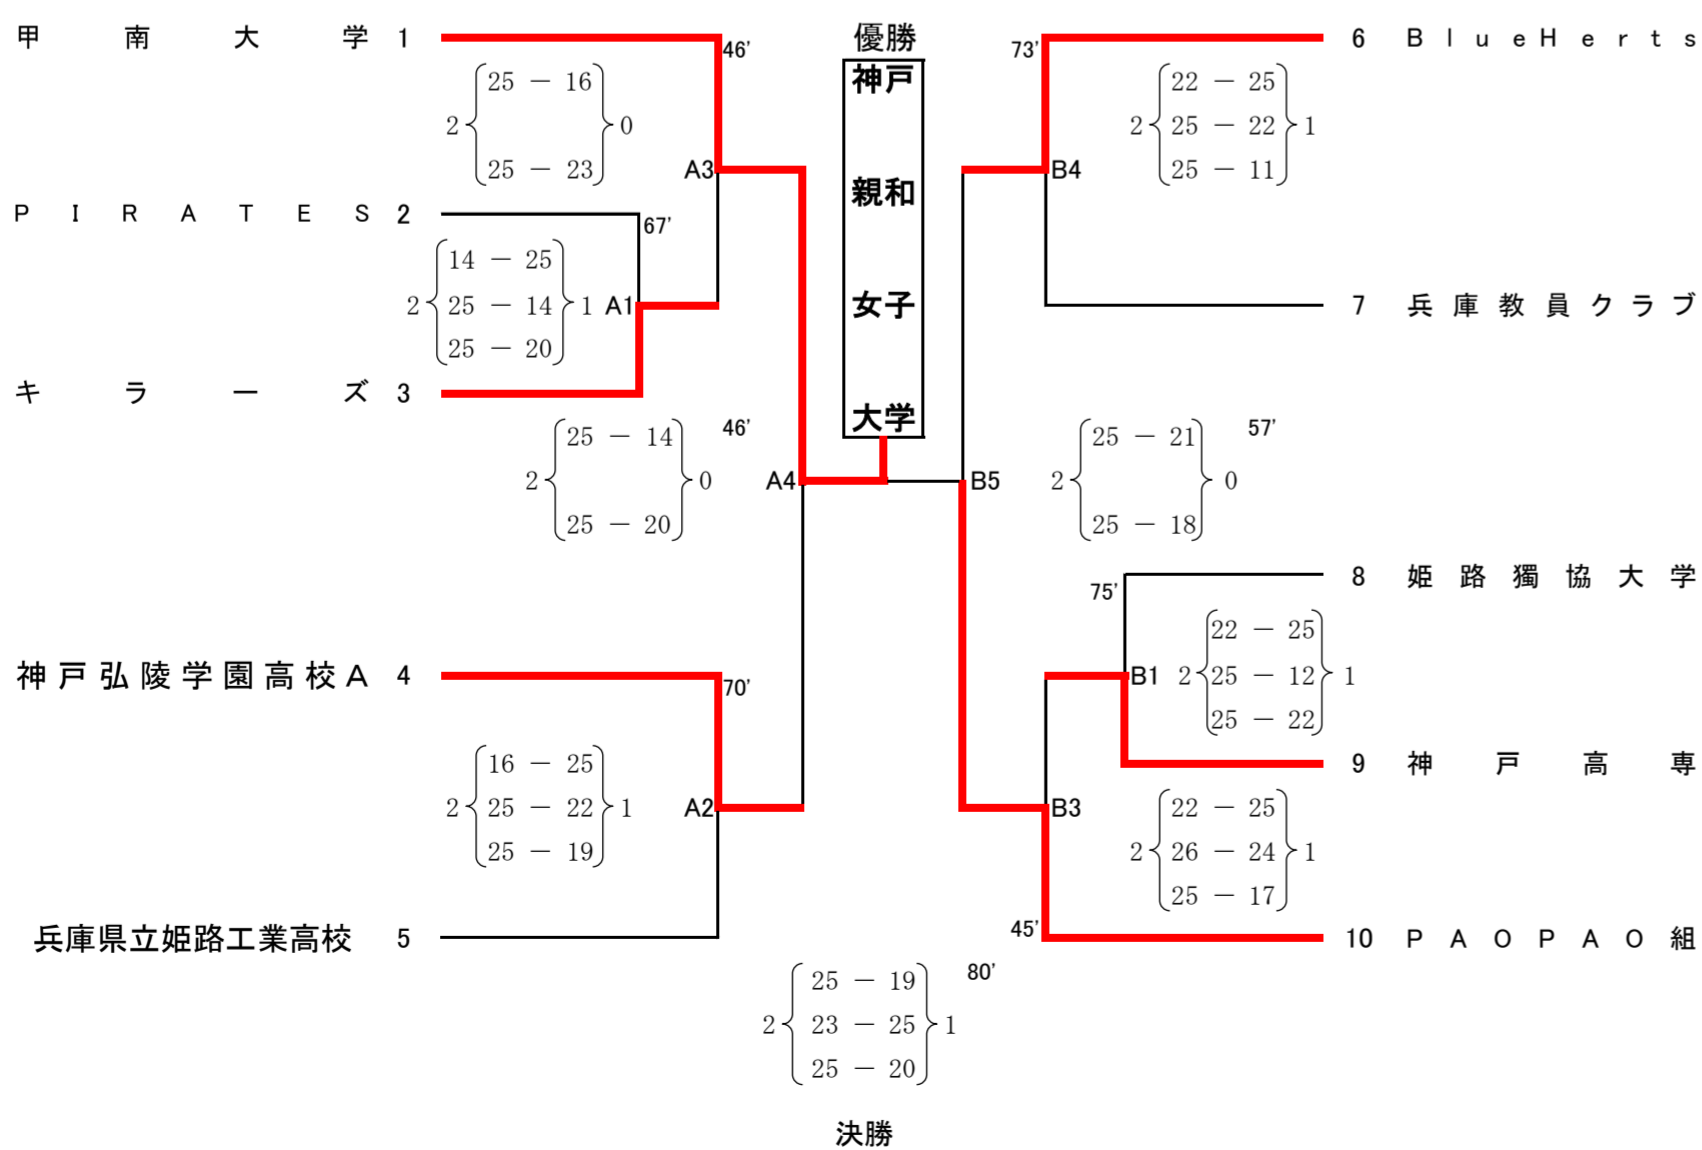 甲南大学 1
46'
2 25 － 16 0
25 － 23
A3
PIRATES 2
67'
14 － 25
2 25 － 14 1 A1
25 － 20
キラーズ 3
25 － 14 46'
2 0
25 － 20
A4
神戸弘陵学園高校A 4
70'
16 － 25
2 25 － 22 1 A2
25 － 19
兵庫県立姫路工業高校 5
優勝
神戸
親和
女子
大学
73' 6 BlueHerts
22 － 25
2 25 － 22 1
25 － 11
B4
7 兵庫教員クラブ
25 － 21 57'
B5 2 0
25 － 18
75' 8 姫路獨協大学
22 － 25
B1 2 25 － 12 1
25 － 22
9 神戸高専
22 － 25
B3 2 26 － 24 1
25 － 17
45' 10 PAOPAO組
25 － 19 80'
2 23 － 25 1
25 － 20
決勝